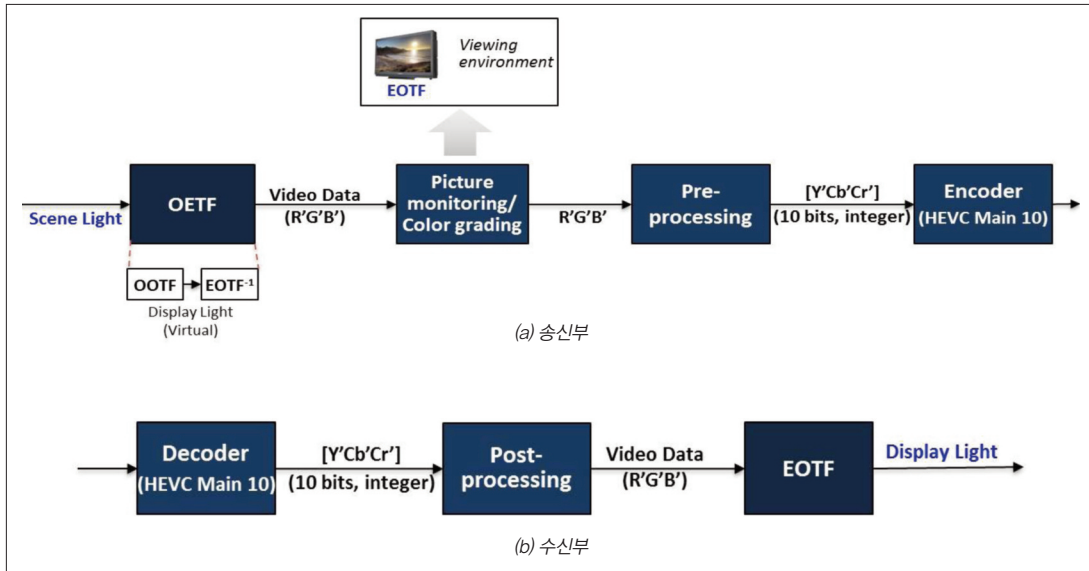 Viewing
environment
EOTF
Scene Light
OETF
Video Data
(R'G'B')
Picture
monitoring/
Color grading
R'G'B'
Pre-
processing
[Y'Cb'Cr']
(10 bits, integer)
Encoder
(HEVC Main 10)
OOTF
EOTF⁻¹
Display Light
(Virtual)
(a) 송신부
Decoder
(HEVC Main 10)
[Y'Cb'Cr']
(10 bits, integer)
Post-
processing
Video Data
(R'G'B')
EOTF
Display Light
(b) 수신부